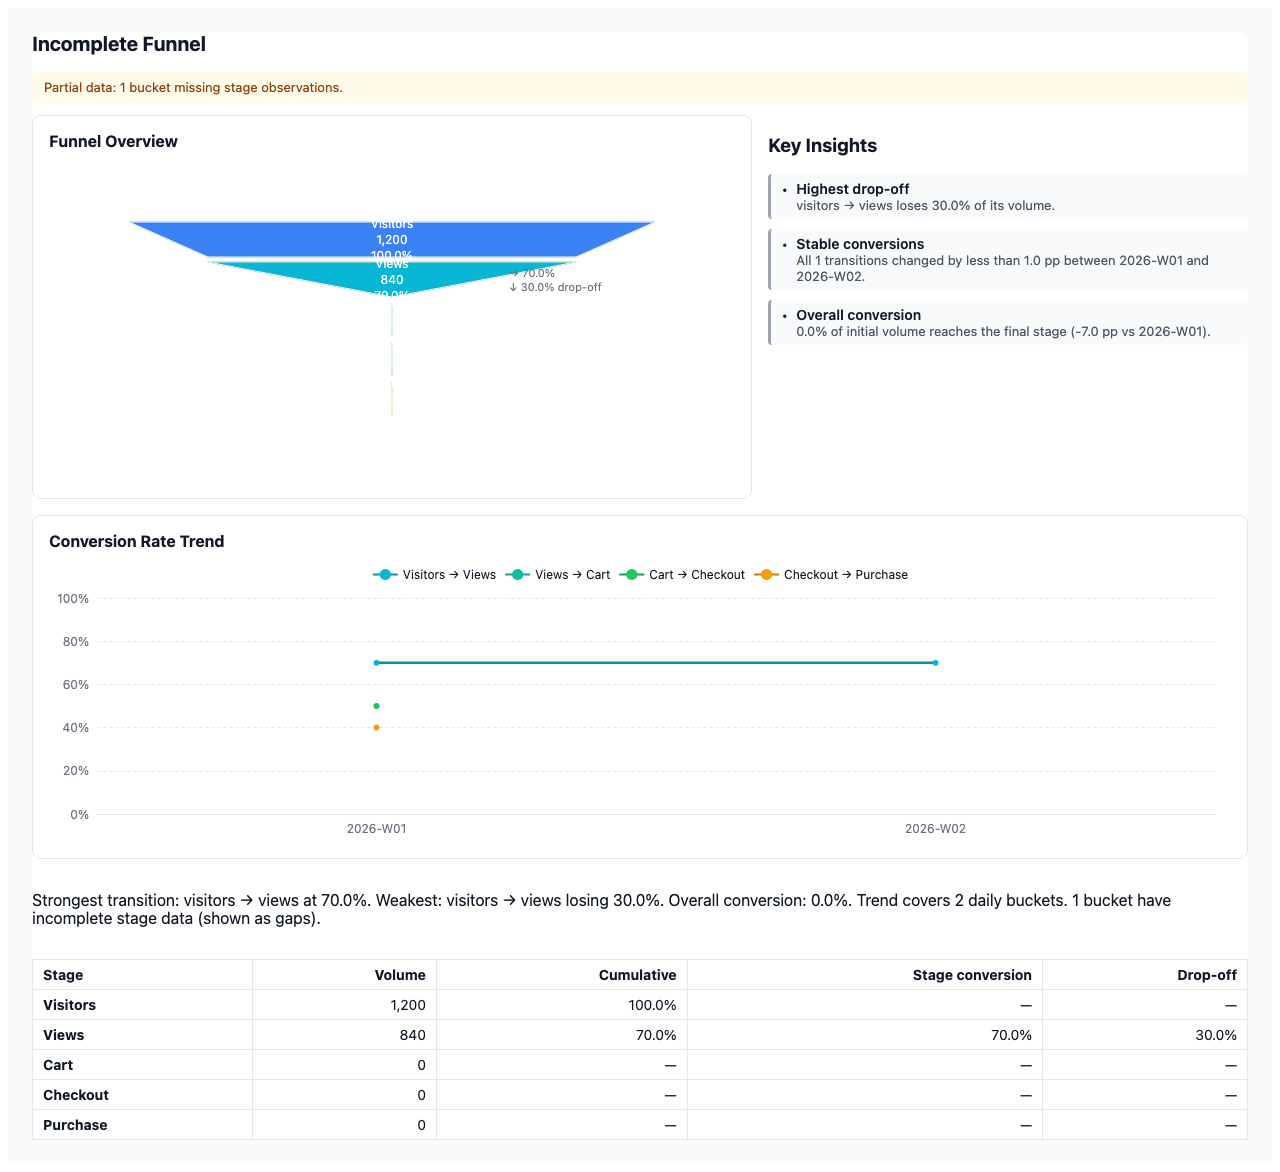 Incomplete Funnel
Partial data: 1 bucket missing stage observations.
Funnel Overview
Visitors
1,200
100.0%
Views
840
70.0%
→ 70.0%
↓ 30.0% drop-off
Key Insights
• Highest drop-off
visitors → views loses 30.0% of its volume.
• Stable conversions
All 1 transitions changed by less than 1.0 pp between 2026-W01 and
2026-W02.
• Overall conversion
0.0% of initial volume reaches the final stage (-7.0 pp vs 2026-W01).
Conversion Rate Trend
Visitors → Views Views → Cart Cart → Checkout Checkout → Purchase
100%
80%
60%
40%
20%
0%
2026-W01 2026-W02
Strongest transition: visitors → views at 70.0%. Weakest: visitors → views losing 30.0%. Overall conversion: 0.0%. Trend covers 2 daily buckets. 1 bucket have
incomplete stage data (shown as gaps).
Stage Volume Cumulative Stage conversion Drop-off
Visitors 1,200 100.0% — —
Views 840 70.0% 70.0% 30.0%
Cart 0 — — —
Checkout 0 — — —
Purchase 0 — — —